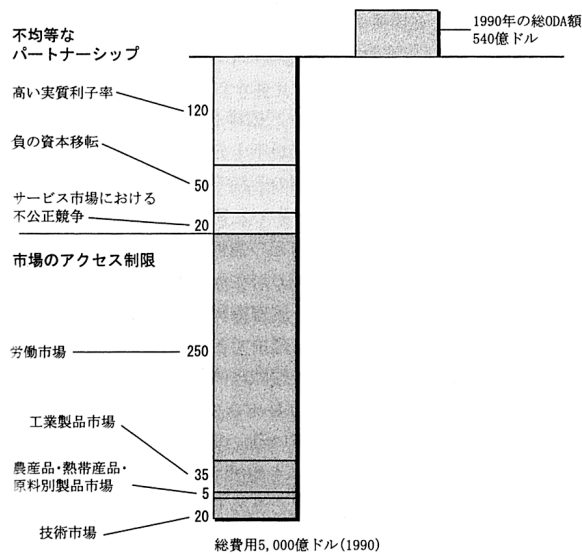 不均等な
パートナーシップ
1990年の総ODA額
540億ドル
高い実質利子率
120
負の資本移転
50
サービス市場における
不公正競争
20
市場のアクセス制限
労働市場
250
工業製品市場
35
農産品・熱帯産品・
原料別製品市場
5
技術市場
20
総費用5,000億ドル(1990)